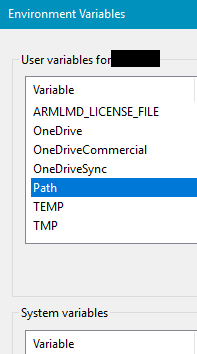 Environment Variables
User variables for
Variable
ARMLMD_LICENSE_FILE
OneDrive
OneDriveCommercial
OneDriveSync
Path
TEMP
TMP
System variables
Variable